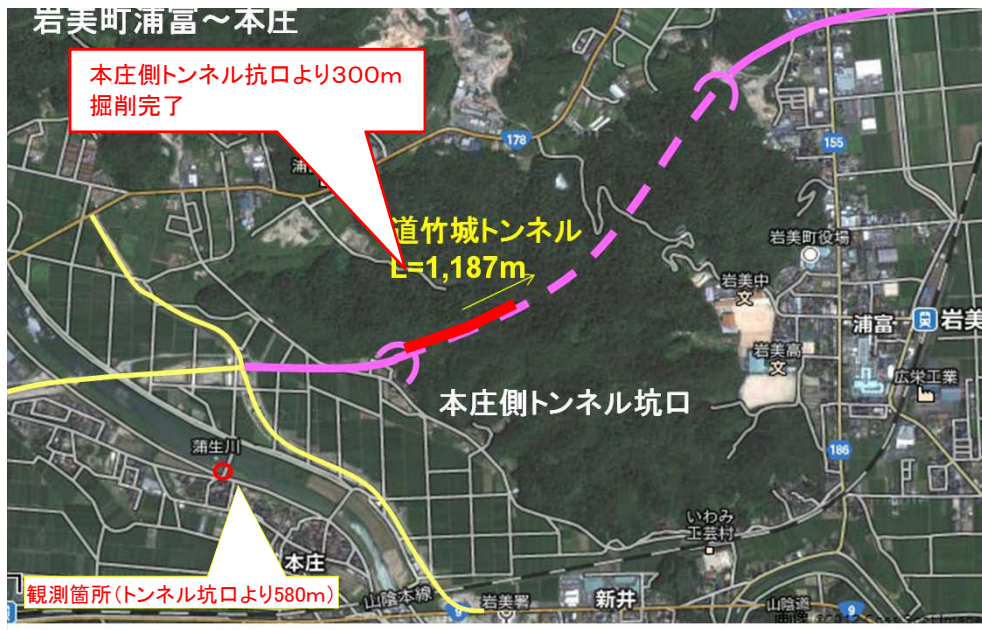 岩美町浦富～本庄
本庄側トンネル抗口より300m
掘削完了
178
155
浦
道竹城トンネル
L=1,187m
岩美町役場
岩美中
文
浦富
岩美
岩美高
文
広栄工業
本庄側トンネル坑口
蒲生川
186
いわみ
工芸村
本庄
観測箇所(トンネル坑口より580m)
山陰本線
9
岩美署
新井
山陰道
9